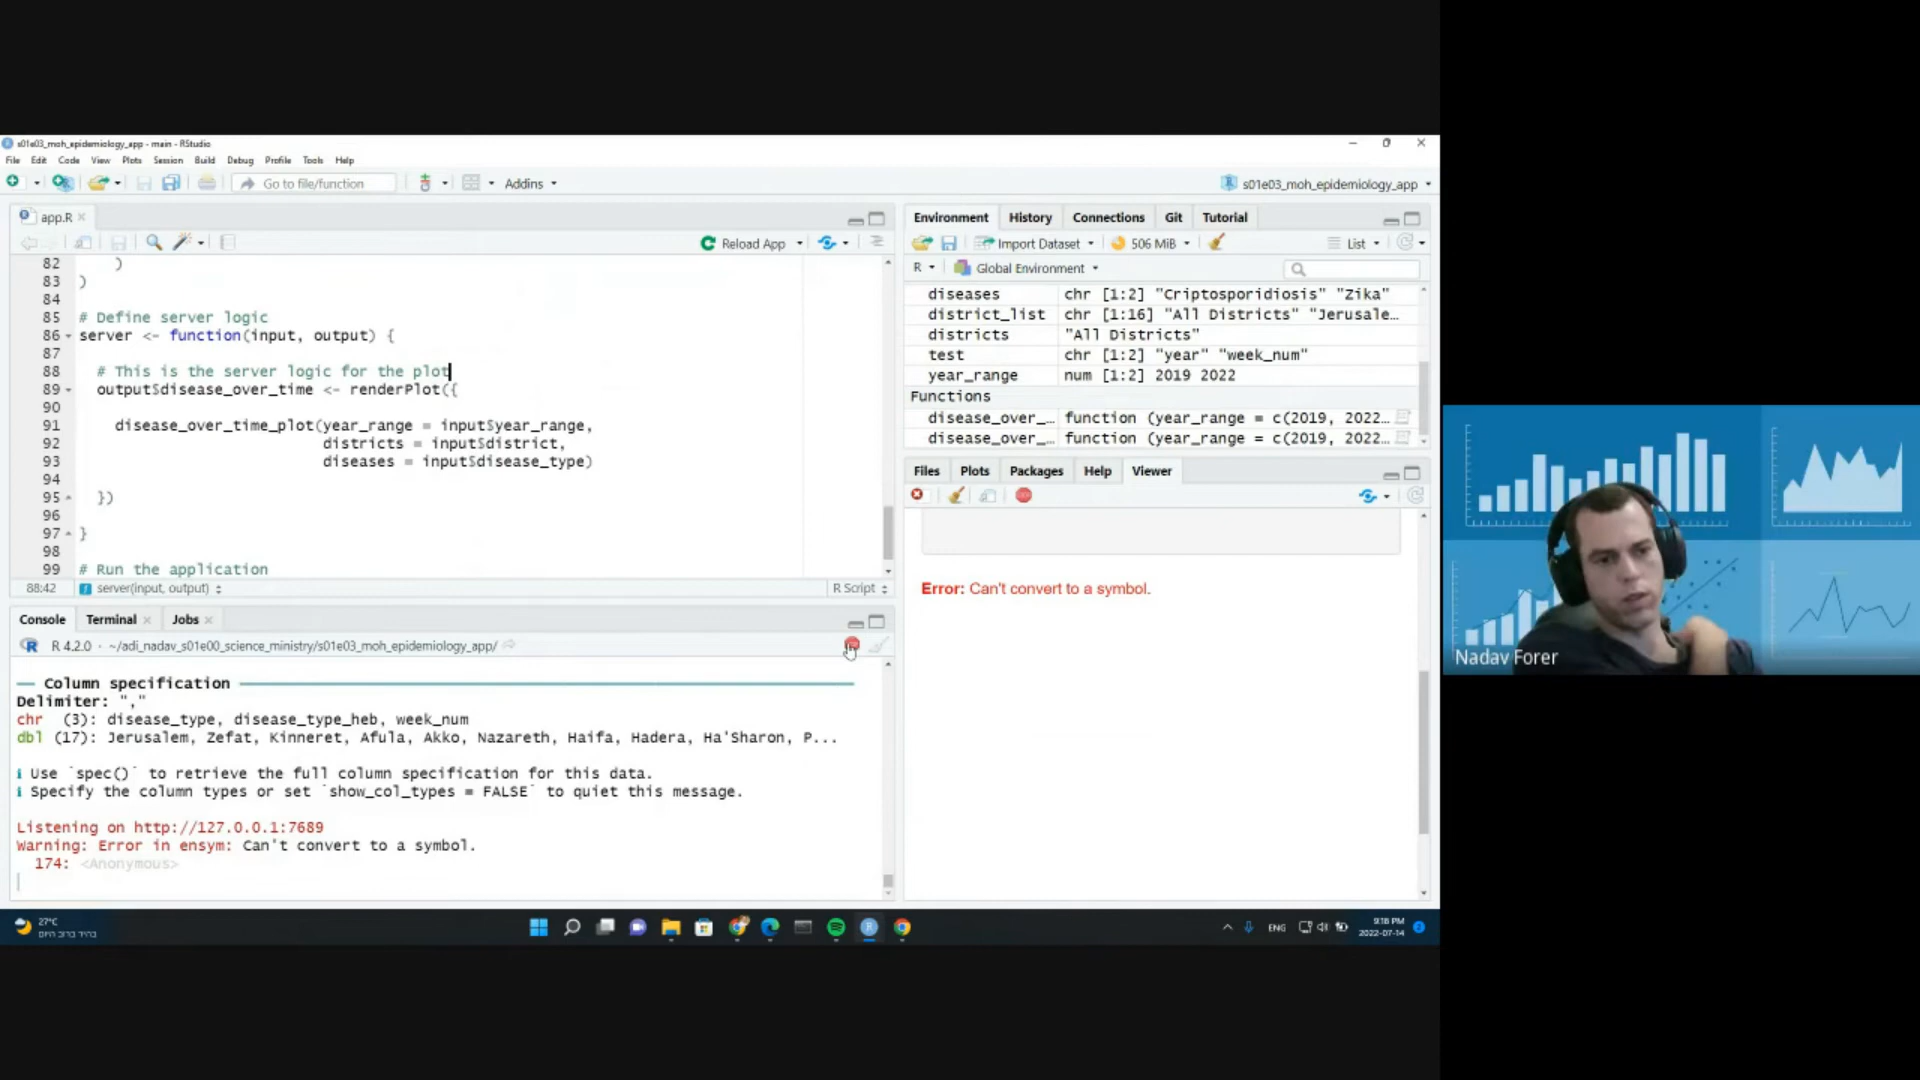 s01e03_moh_epidemiology_app - main - RStudio
File Edit Code View Plots Session Build Debug Profile Tools Help
Go to file/function
Addins
s01e03_moh_epidemiology_app
app.R
Reload App
82 )
83 )
84
85 # Define server logic
86 server <- function(input, output) {
87
88 # This is the server logic for the plot
89 output$disease_over_time <- renderPlot({
90
91 disease_over_time_plot(year_range = input$year_range,
92 districts = input$district,
93 diseases = input$disease_type)
94
95 })
96
97 }
98
99 # Run the application
88:42 server(input, output) R Script
Console Terminal Jobs
R 4.2.0 · ~/adi_nadav_s01e00_science_ministry/s01e03_moh_epidemiology_app/
Column specification
Delimiter: ","
chr (3): disease_type, disease_type_heb, week_num
dbl (17): Jerusalem, Zefat, Kinneret, Afula, Akko, Nazareth, Haifa, Hadera, Ha'Sharon, P...
i Use `spec()` to retrieve the full column specification for this data.
i Specify the column types or set `show_col_types = FALSE` to quiet this message.
Listening on http://127.0.0.1:7689
Warning: Error in ensym: Can't convert to a symbol.
174: <Anonymous>
Environment History Connections Git Tutorial
Import Dataset 506 MiB List
R Global Environment
diseases chr [1:2] "Criptosporidiosis" "Zika"
district_list chr [1:16] "All Districts" "Jerusale...
districts "All Districts"
test chr [1:2] "year" "week_num"
year_range num [1:2] 2019 2022
Functions
disease_over_... function (year_range = c(2019, 2022...
disease_over_... function (year_range = c(2019, 2022...
Files Plots Packages Help Viewer
Error: Can't convert to a symbol.
Nadav Forer
27°C
ENG
9:18 PM
2022-07-14